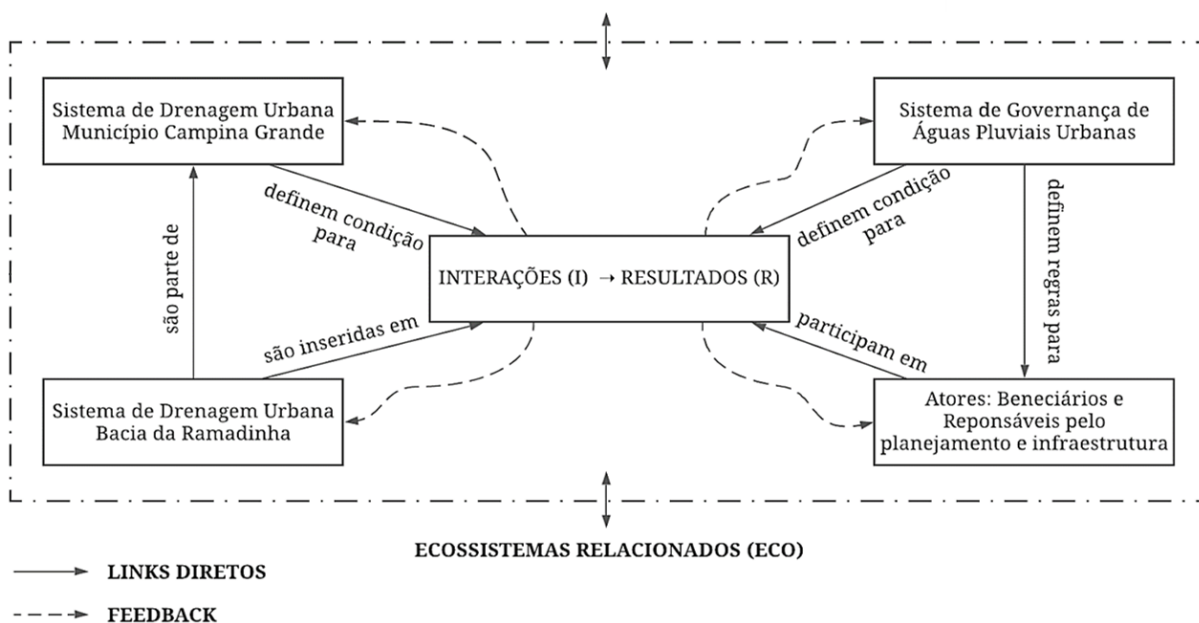 Sistema de Drenagem Urbana
Município Campina Grande
Sistema de Governança de
Águas Pluviais Urbanas
definem condição
para
definem condição
para
definem regras para
são parte de
INTERAÇÕES (I) → RESULTADOS (R)
são inseridas em
participam em
Sistema de Drenagem Urbana
Bacia da Ramadinha
Atores: Beneciários e
Reponsáveis pelo
planejamento e infraestrutura
ECOSSISTEMAS RELACIONADOS (ECO)
LINKS DIRETOS
FEEDBACK